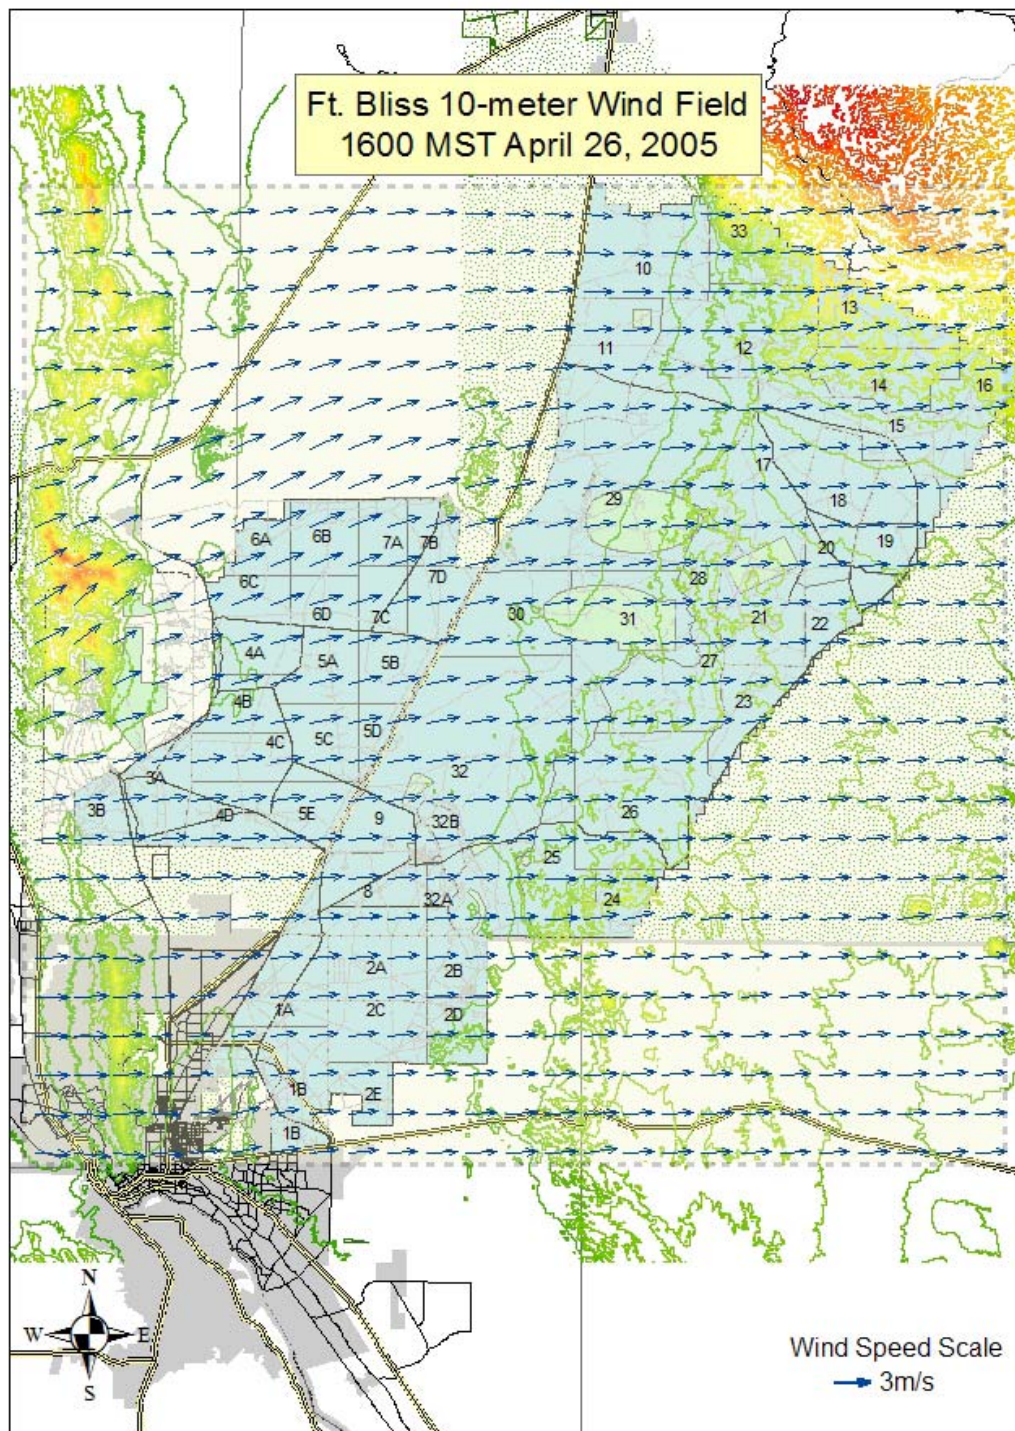 Ft. Bliss 10-meter Wind Field
1600 MST April 26, 2005
33
10
13
11
12
14
16
15
17
29
18
6A
6B
7A
7B
20
19
6C
7D
28
6D
7C
30
31
21
22
4A
5A
5B
27
4B
23
5D
4C
5C
3A
32
3B
4D
5E
9
32B
26
25
8
32A
24
2A
2B
1A
2C
2D
1B
2E
1B
N
W
E
S
Wind Speed Scale
3m/s